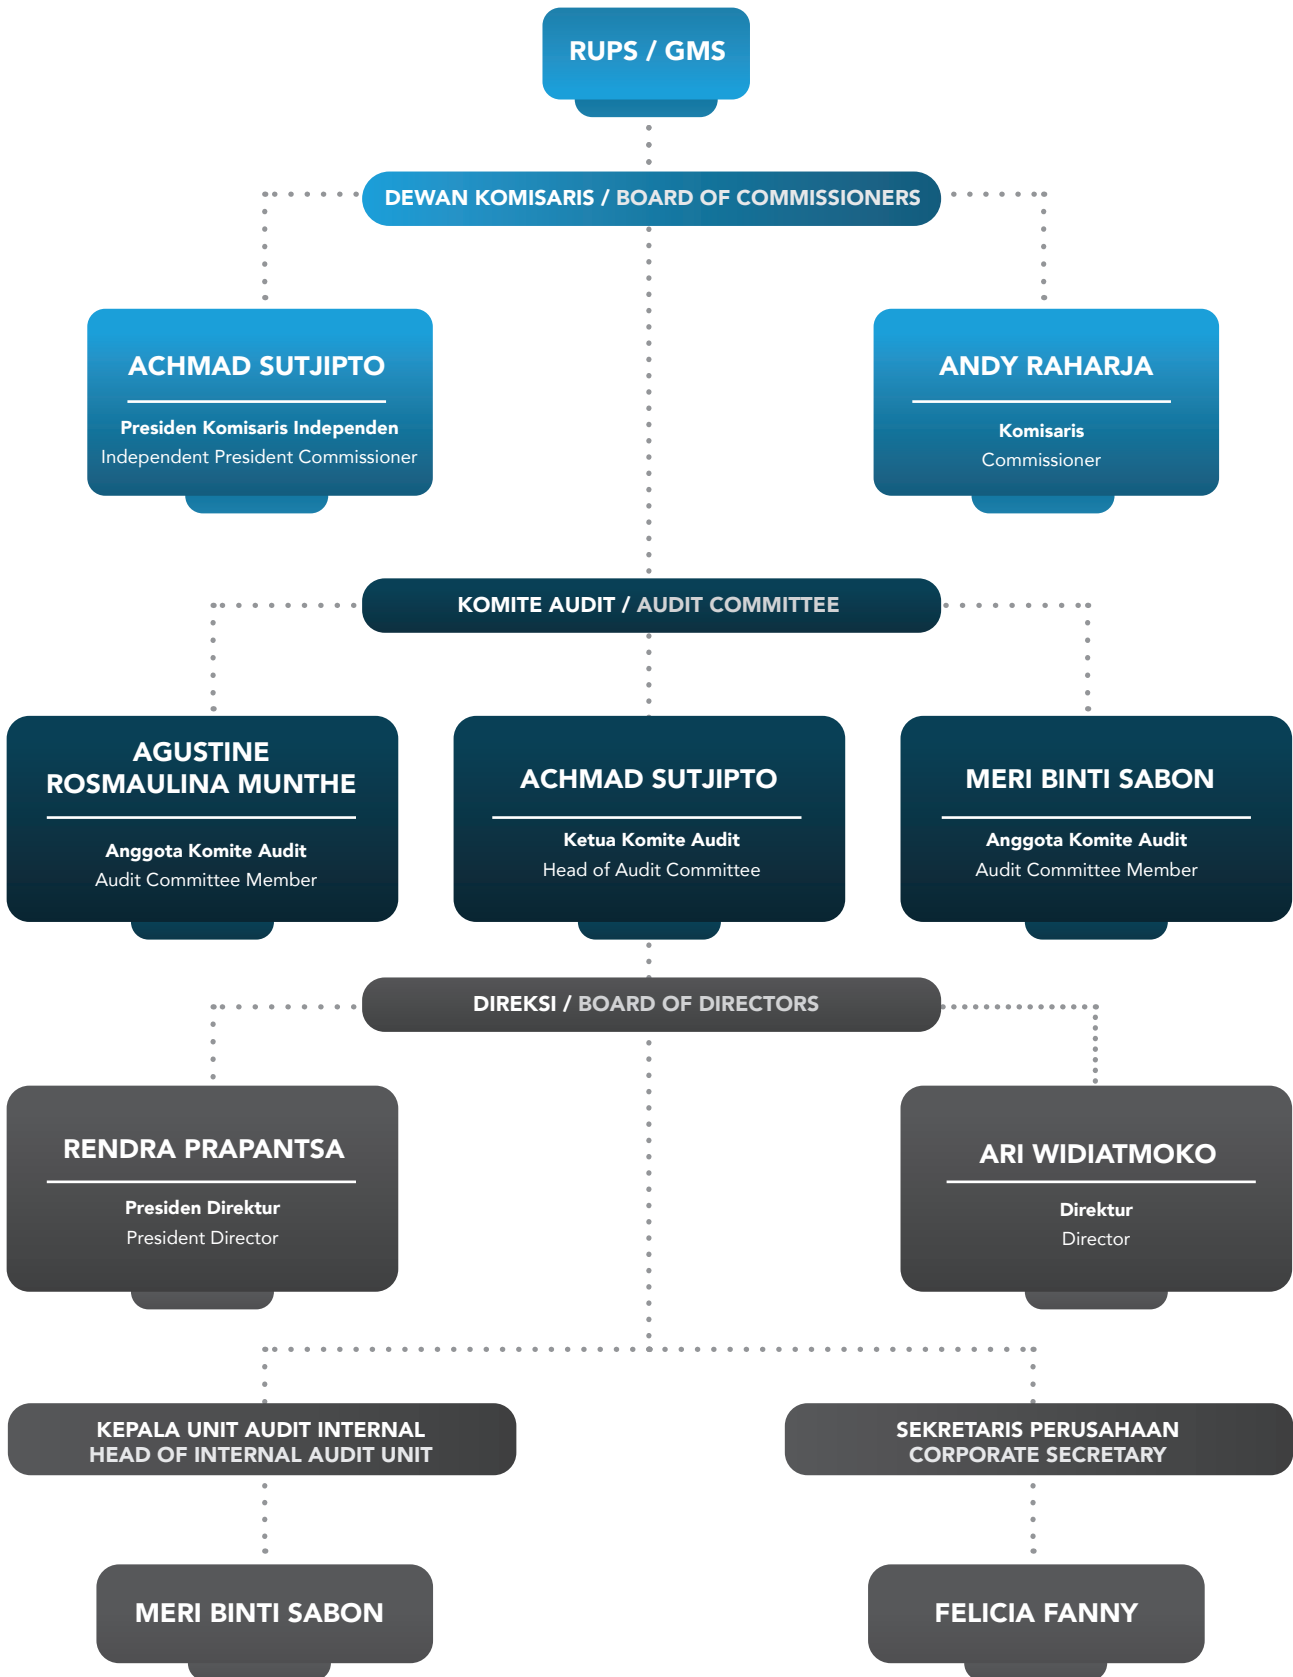 RUPS / GMS
DEWAN KOMISARIS / BOARD OF COMMISSIONERS
ACHMAD SUTJIPTO
Presiden Komisaris Independen
Independent President Commissioner
ANDY RAHARJA
Komisaris
Commissioner
KOMITE AUDIT / AUDIT COMMITTEE
AGUSTINE
ROSMAULINA MUNTHE
Anggota Komite Audit
Audit Committee Member
ACHMAD SUTJIPTO
Ketua Komite Audit
Head of Audit Committee
MERI BINTI SABON
Anggota Komite Audit
Audit Committee Member
DIREKSI / BOARD OF DIRECTORS
RENDRA PRAPANTSA
Presiden Direktur
President Director
ARI WIDIATMOKO
Direktur
Director
KEPALA UNIT AUDIT INTERNAL
HEAD OF INTERNAL AUDIT UNIT
SEKRETARIS PERUSAHAAN
CORPORATE SECRETARY
MERI BINTI SABON
FELICIA FANNY